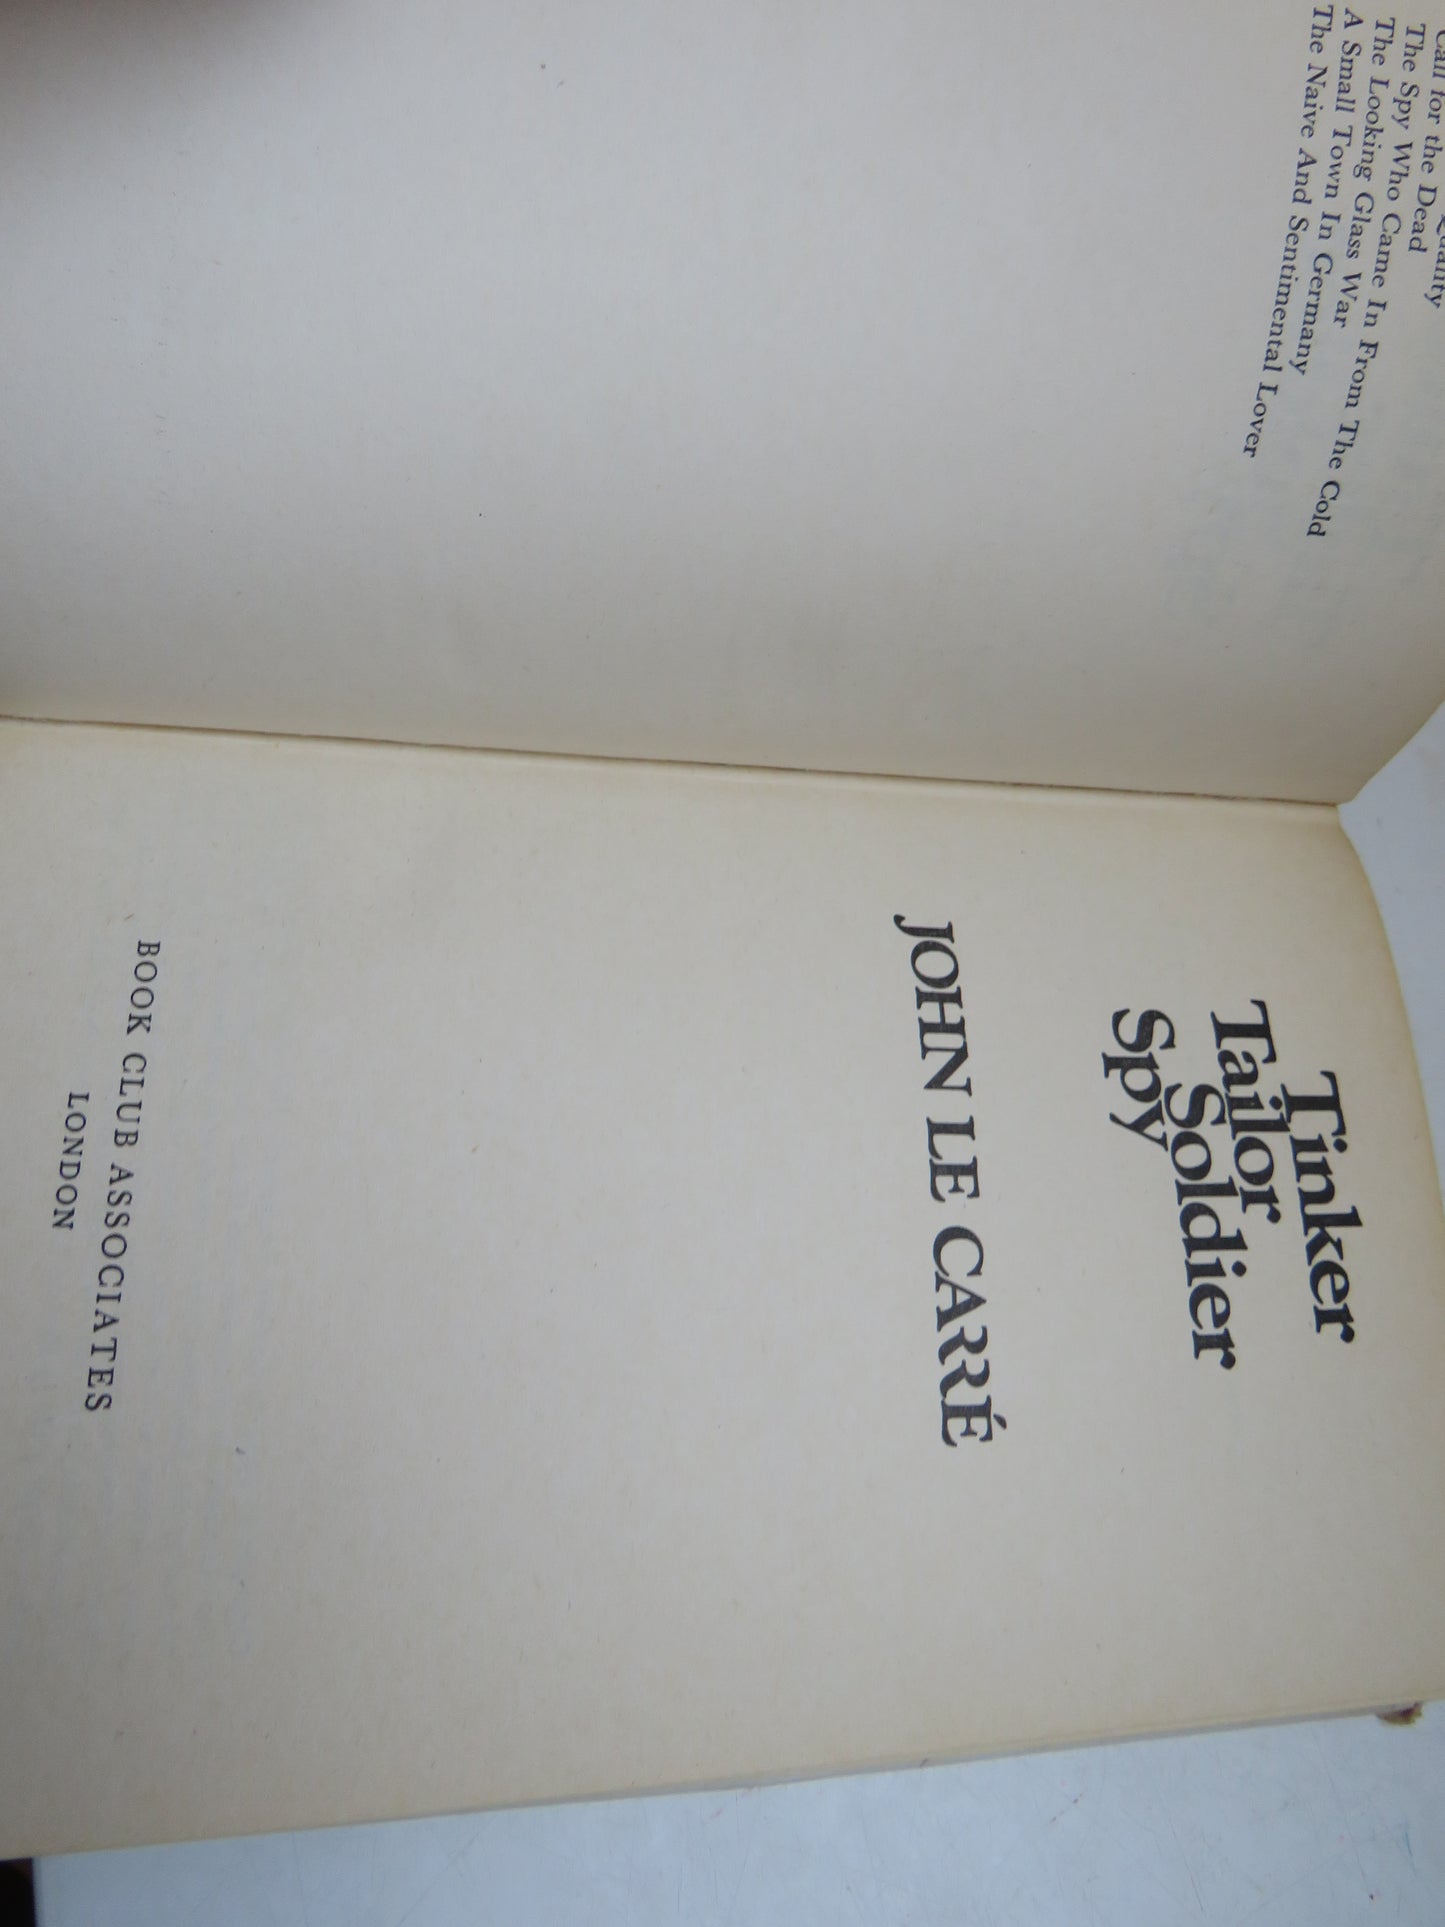 Quality
Call for the Dead
The Spy Who Came In From The Cold
The Looking Glass War
A Small Town In Germany
The Naive And Sentimental Lover
Tinker
Tailor
Soldier
Spy
JOHN LE CARRÉ
BOOK CLUB ASSOCIATES
LONDON